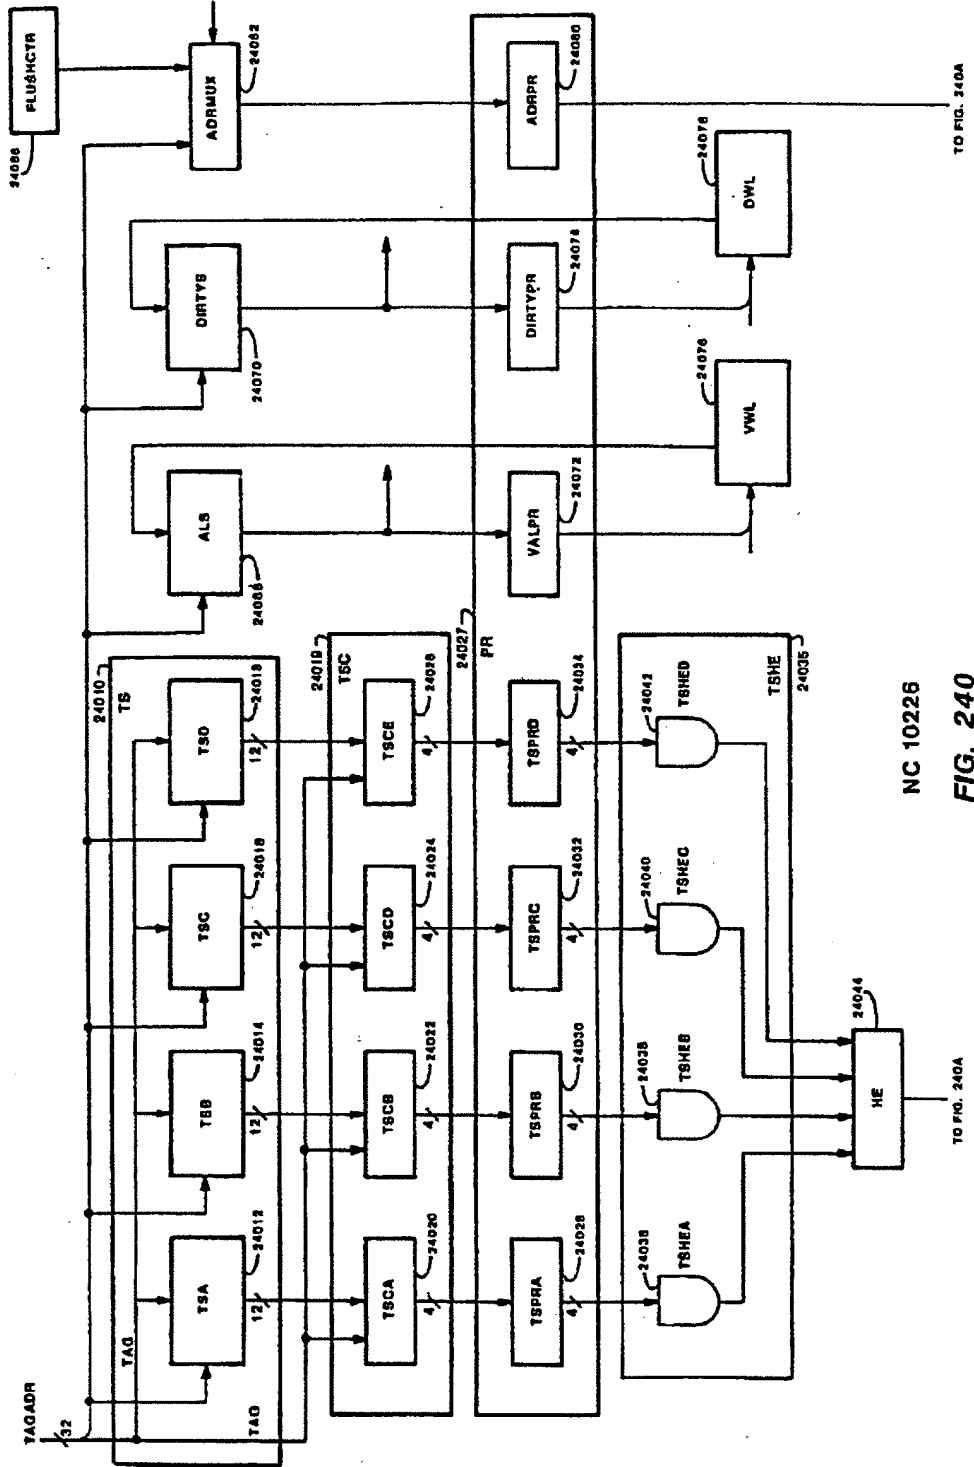 FLUSHCTR
24066
24062
ADRMUX
TAGADR
32
24010
TS
TAG
TAG
TSA
24012
12
TSB
24014
12
TSC
24016
12
TSD
24018
12
ALS
24068
DIRTYS
24070
24019
TSC
TSCA
24020
4
TSCB
24022
4
TSCD
24024
4
TSCE
24026
4
24027
PR
TSPRA
24028
4
TSPRB
24030
4
TSPRC
24032
4
TSPRD
24034
4
VALPR
24072
DIRTYPR
24074
ADRPR
24080
24038
TSHEA
TSHEB
24040
TSHEC
24042
TSHED
TSHE
24035
VWL
24076
DWL
24078
HE
24044
TO FIG. 240A
TO FIG. 240A
NC 10226
FIG. 240